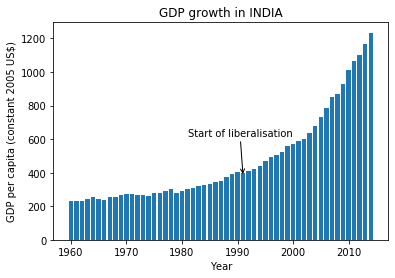 GDP growth in INDIA
GDP per capita (constant 2005 US$)
1200
1000
800
600
400
200
0
Start of liberalisation
1960 1970 1980 1990 2000 2010
Year